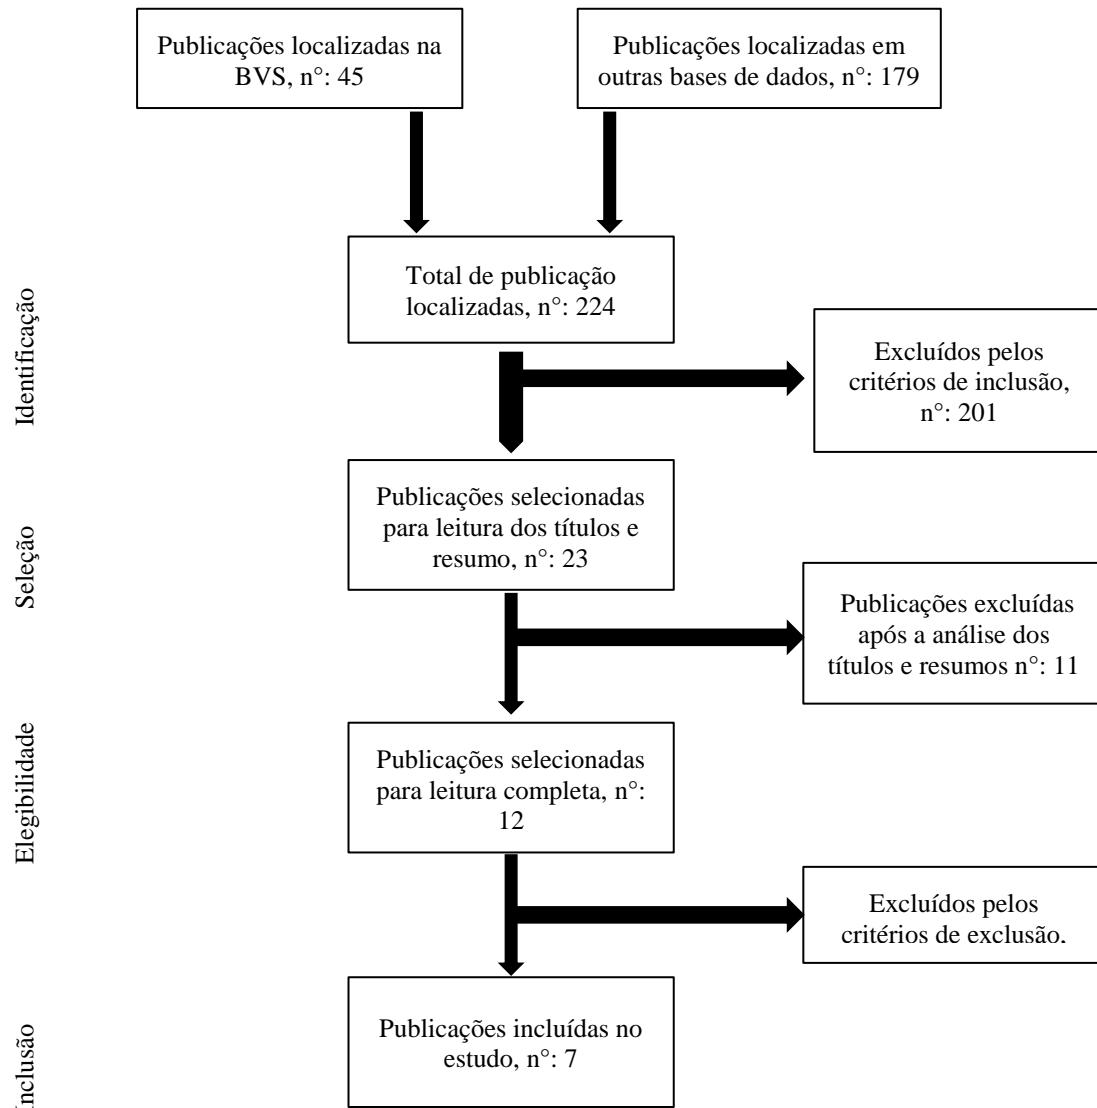 Publicações localizadas na
BVS, n°: 45
Publicações localizadas em
outras bases de dados, n°: 179
Identificação
Total de publicação
localizadas, n°: 224
Excluídos pelos
critérios de inclusão,
n°: 201
Seleção
Publicações selecionadas
para leitura dos títulos e
resumo, n°: 23
Publicações excluídas
após a análise dos
títulos e resumos n°: 11
Elegibilidade
Publicações selecionadas
para leitura completa, n°:
12
Excluídos pelos
critérios de exclusão.
Inclusão
Publicações incluídas no
estudo, n°: 7